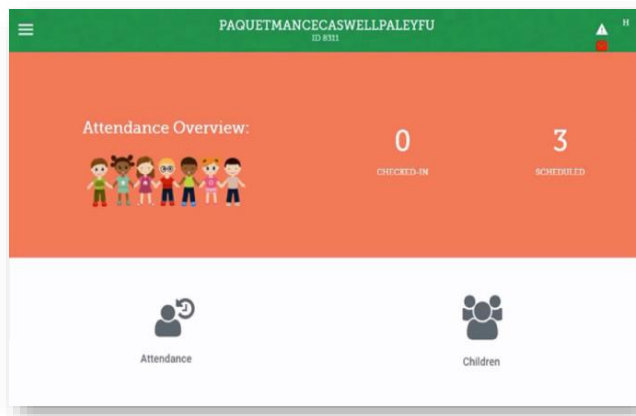 PAQUETMANCECASWELLPALEYFU
H
ID 8311
Attendance Overview:
0
3
CHECKED-IN
SCHEDULED
Attendance
Children